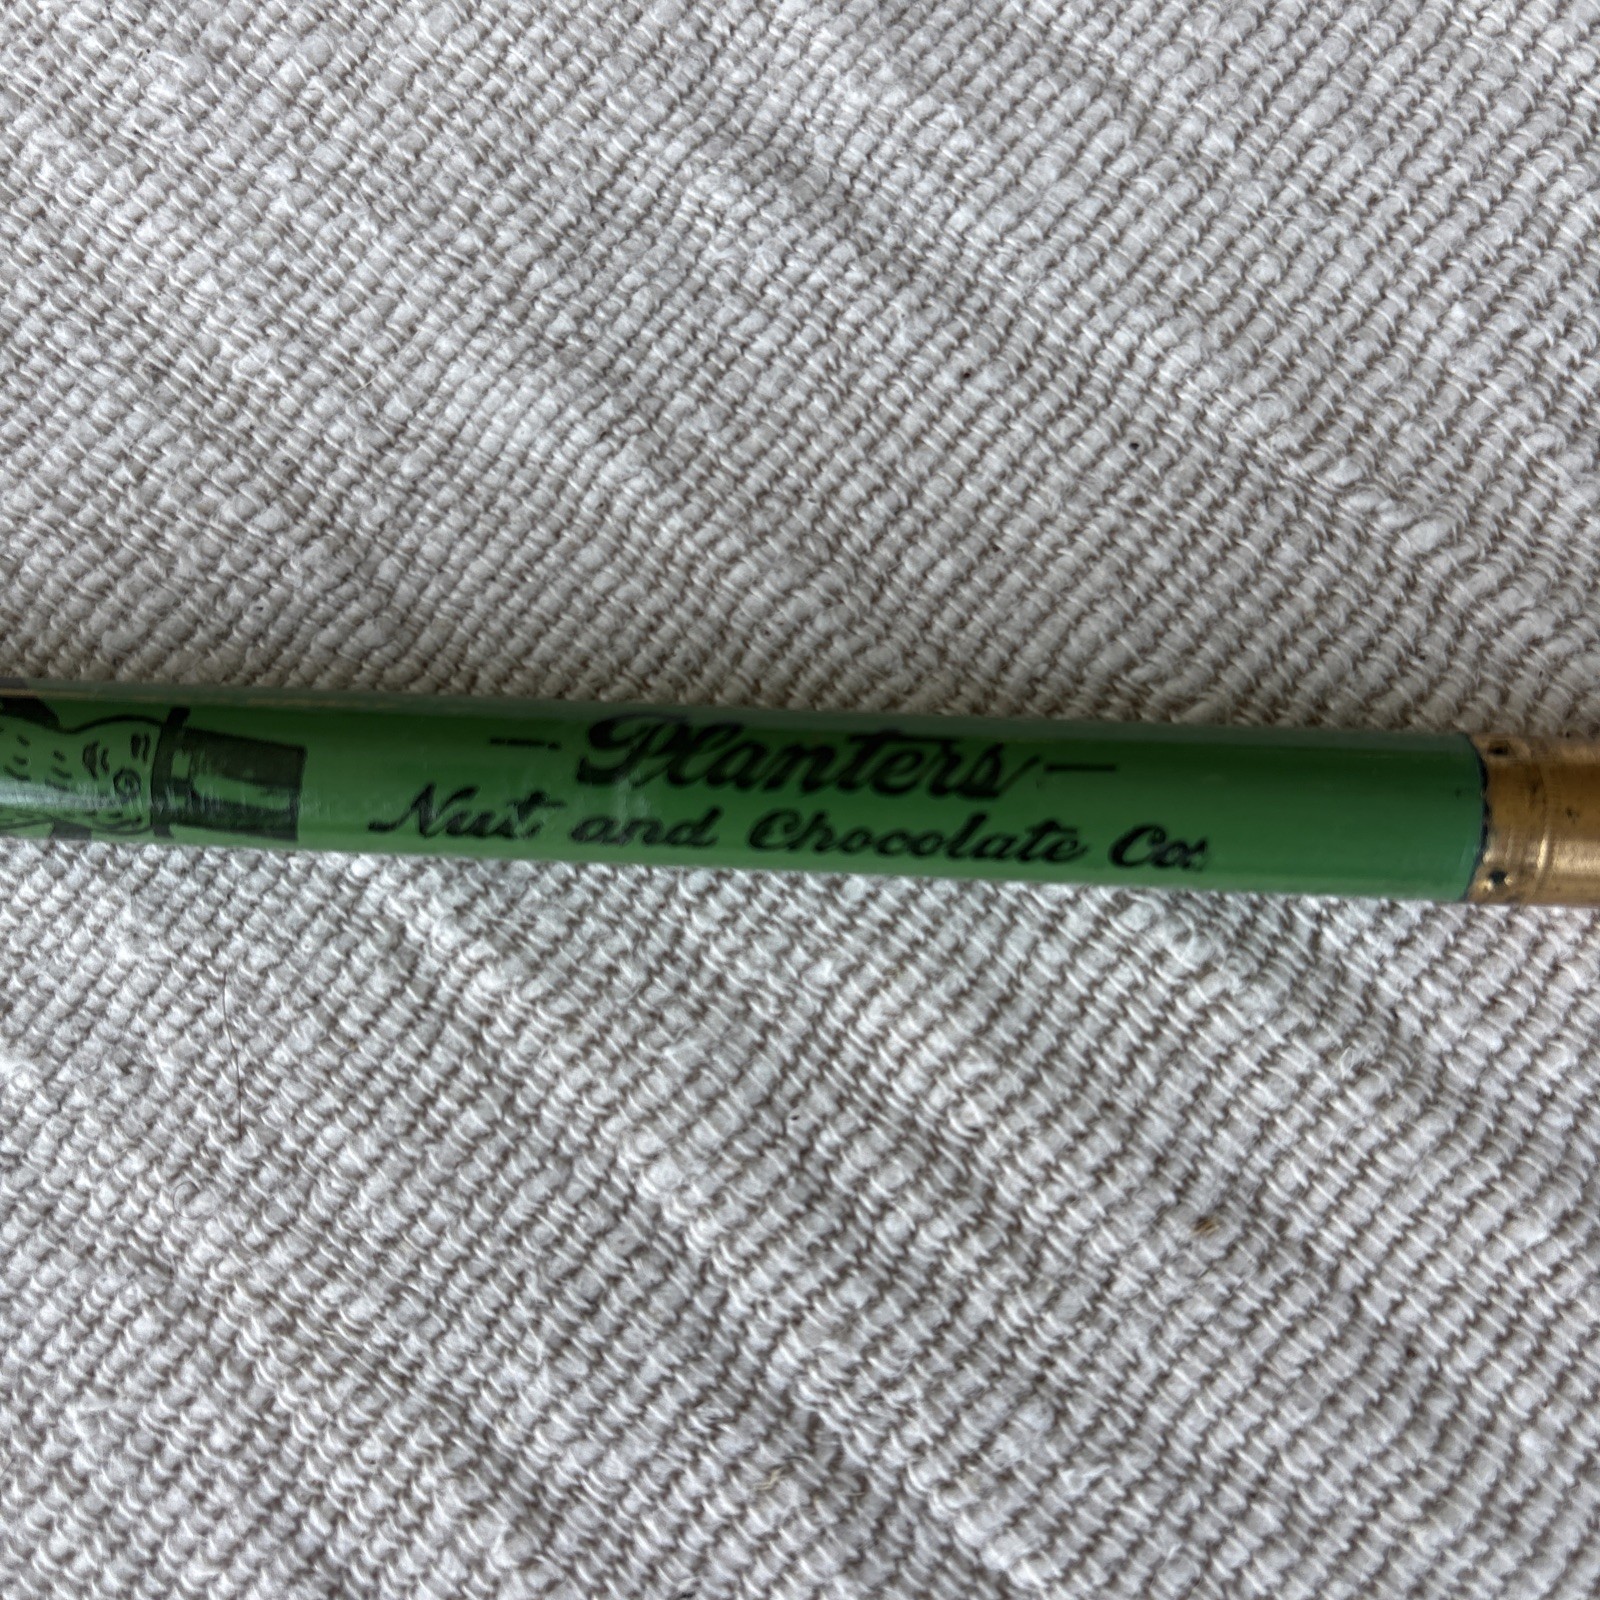 — Planters —
Nut and Chocolate Co.